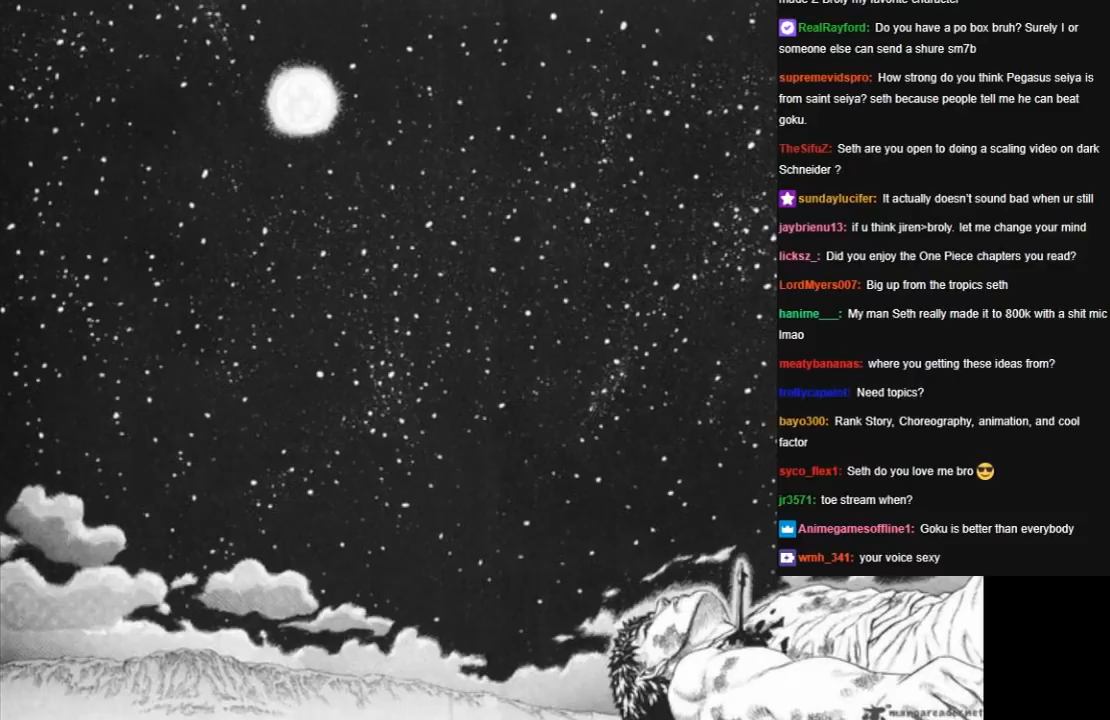 made Z Broly my favorite character
RealRayford: Do you have a po box bruh? Surely I or
someone else can send a shure sm7b
supremevidspro: How strong do you think Pegasus seiya is
from saint seiya? seth because people tell me he can beat
goku.
TheSifuZ: Seth are you open to doing a scaling video on dark
Schneider ?
sundaylucifer: It actually doesn't sound bad when ur still
jaybrienu13: if u think jiren>broly. let me change your mind
licksz_: Did you enjoy the One Piece chapters you read?
LordMyers007: Big up from the tropics seth
hanime___: My man Seth really made it to 800k with a shit mic
lmao
meatybananas: where you getting these ideas from?
Need topics?
bayo300: Rank Story, Choreography, animation, and cool
factor
syco_flex1: Seth do you love me bro 😎
jr3571: toe stream when?
Animegamesoffline1: Goku is better than everybody
wmh_341: your voice sexy
mangareader.net